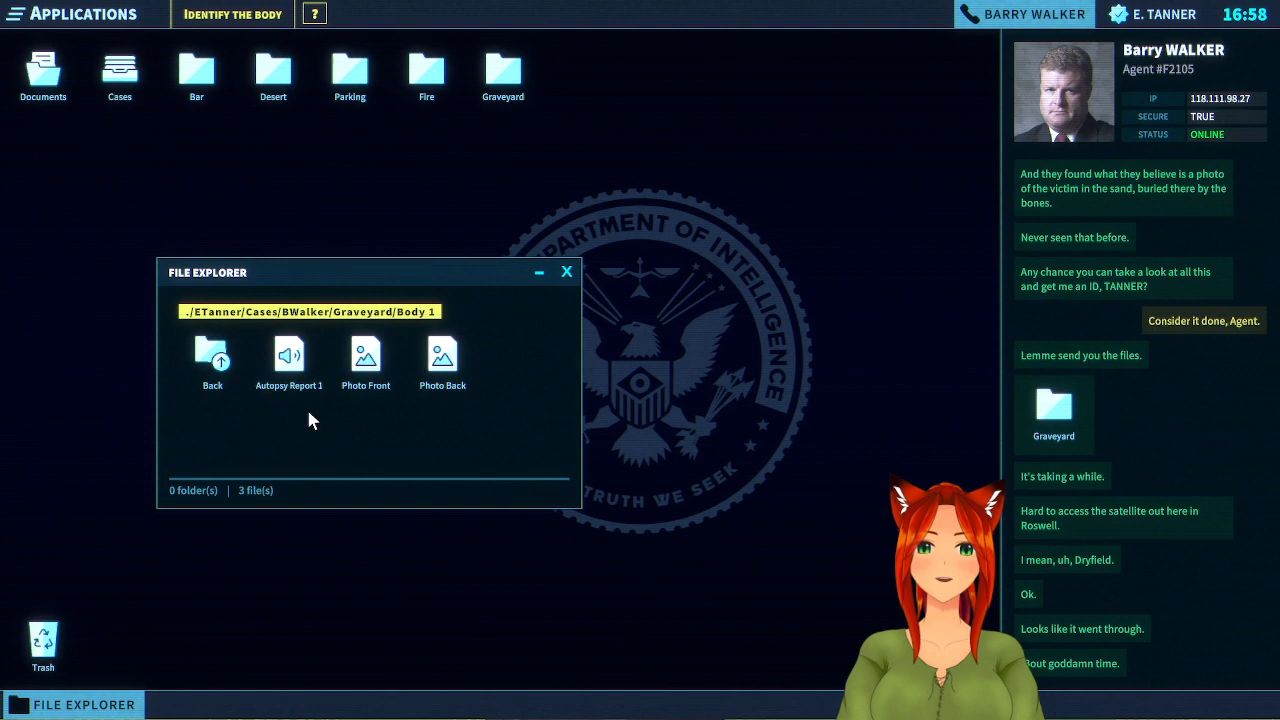 APPLICATIONS
IDENTIFY THE BODY
?
BARRY WALKER
E. TANNER
16:58
Documents
Cases
Bar
Desert
Parking
Fire
Graveyard
Barry WALKER
Agent #F2105
IP
118.111.98.27
SECURE
TRUE
STATUS
ONLINE
And they found what they believe is a photo
of the victim in the sand, buried there by the
bones.
Never seen that before.
Any chance you can take a look at all this
and get me an ID, TANNER?
Consider it done, Agent.
Lemme send you the files.
Graveyard
It's taking a while.
Hard to access the satellite out here in
Roswell.
I mean, uh, Dryfield.
Ok.
Looks like it went through.
'Bout goddamn time.
FILE EXPLORER
X
./ETanner/Cases/BWalker/Graveyard/Body 1
Back
Autopsy Report 1
Photo Front
Photo Back
0 folder(s) | 3 file(s)
PARTMENT OF INTELLIGENCE
TRUTH WE SEEK
Trash
FILE EXPLORER